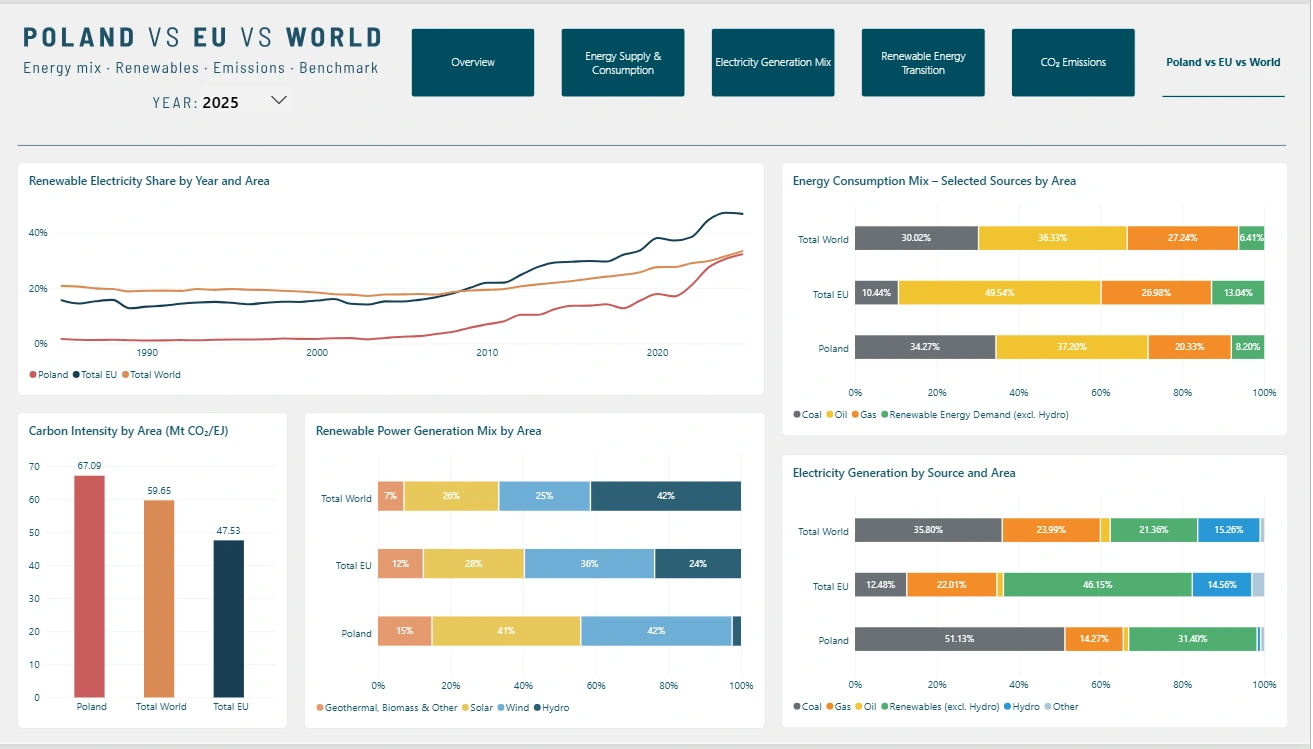 POLAND VS EU VS WORLD
Energy mix · Renewables · Emissions · Benchmark
YEAR: 2025
Overview
Energy Supply &
Consumption
Electricity Generation Mix
Renewable Energy
Transition
CO₂ Emissions
Poland vs EU vs World
Renewable Electricity Share by Year and Area
40%
20%
0%
1990 2000 2010 2020
Poland Total EU Total World
Energy Consumption Mix – Selected Sources by Area
Total World 30.02% 36.33% 27.24% 6.41%
Total EU 10.44% 49.54% 26.98% 13.04%
Poland 34.27% 37.20% 20.33% 8.20%
0% 20% 40% 60% 80% 100%
Coal Oil Gas Renewable Energy Demand (excl. Hydro)
Carbon Intensity by Area (Mt CO₂/EJ)
70
60
50
40
30
20
10
0
67.09
59.65
47.53
Poland Total World Total EU
Renewable Power Generation Mix by Area
Total World 7% 26% 25% 42%
Total EU 12% 28% 36% 24%
Poland 15% 41% 42%
0% 20% 40% 60% 80% 100%
Geothermal, Biomass & Other Solar Wind Hydro
Electricity Generation by Source and Area
Total World 35.80% 23.99% 21.36% 15.26%
Total EU 12.48% 22.01% 46.15% 14.56%
Poland 51.13% 14.27% 31.40%
0% 20% 40% 60% 80% 100%
Coal Gas Oil Renewables (excl. Hydro) Hydro Other